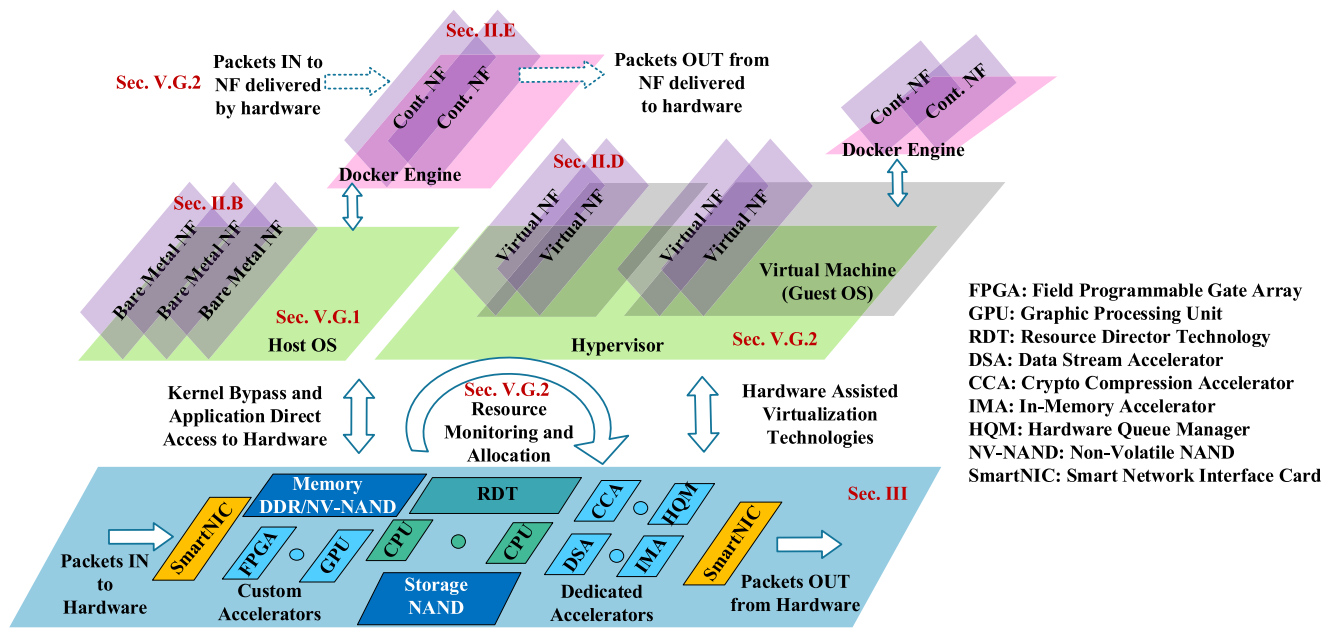 Sec. II.E
Sec. V.G.2
Packets IN to
NF delivered
by hardware
Cont. NF
Cont. NF
Packets OUT from
NF delivered
to hardware
Cont. NF
Cont. NF
Docker Engine
Docker Engine
Sec. II.B
Bare Metal NF
Bare Metal NF
Bare Metal NF
Sec. II.D
Virtual NF
Virtual NF
Virtual NF
Virtual NF
Virtual Machine
(Guest OS)
Sec. V.G.1
Host OS
Hypervisor
Sec. V.G.2
Kernel Bypass and
Application Direct
Access to Hardware
Sec. V.G.2
Resource
Monitoring and
Allocation
Hardware Assisted
Virtualization
Technologies
FPGA: Field Programmable Gate Array
GPU: Graphic Processing Unit
RDT: Resource Director Technology
DSA: Data Stream Accelerator
CCA: Crypto Compression Accelerator
IMA: In-Memory Accelerator
HQM: Hardware Queue Manager
NV-NAND: Non-Volatile NAND
SmartNIC: Smart Network Interface Card
Sec. III
Packets IN
to
Hardware
SmartNIC
Memory
DDR/NV-NAND
RDT
FPGA
GPU
Custom
Accelerators
CPU
CPU
Storage
NAND
CCA
HQM
DSA
IMA
Dedicated
Accelerators
SmartNIC
Packets OUT
from Hardware